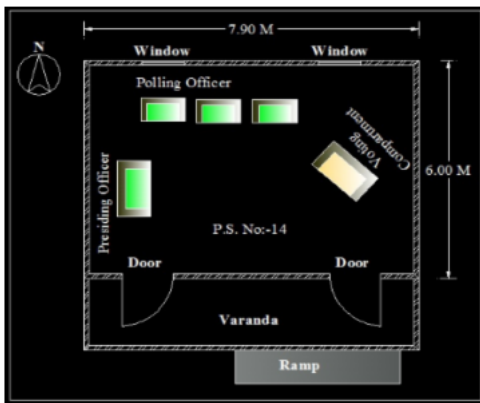 7.90 M
N
Window
Window
Polling Officer
Voting
Compartment
6.00 M
Presiding Officer
P.S. No:-14
Door
Door
Varanda
Ramp